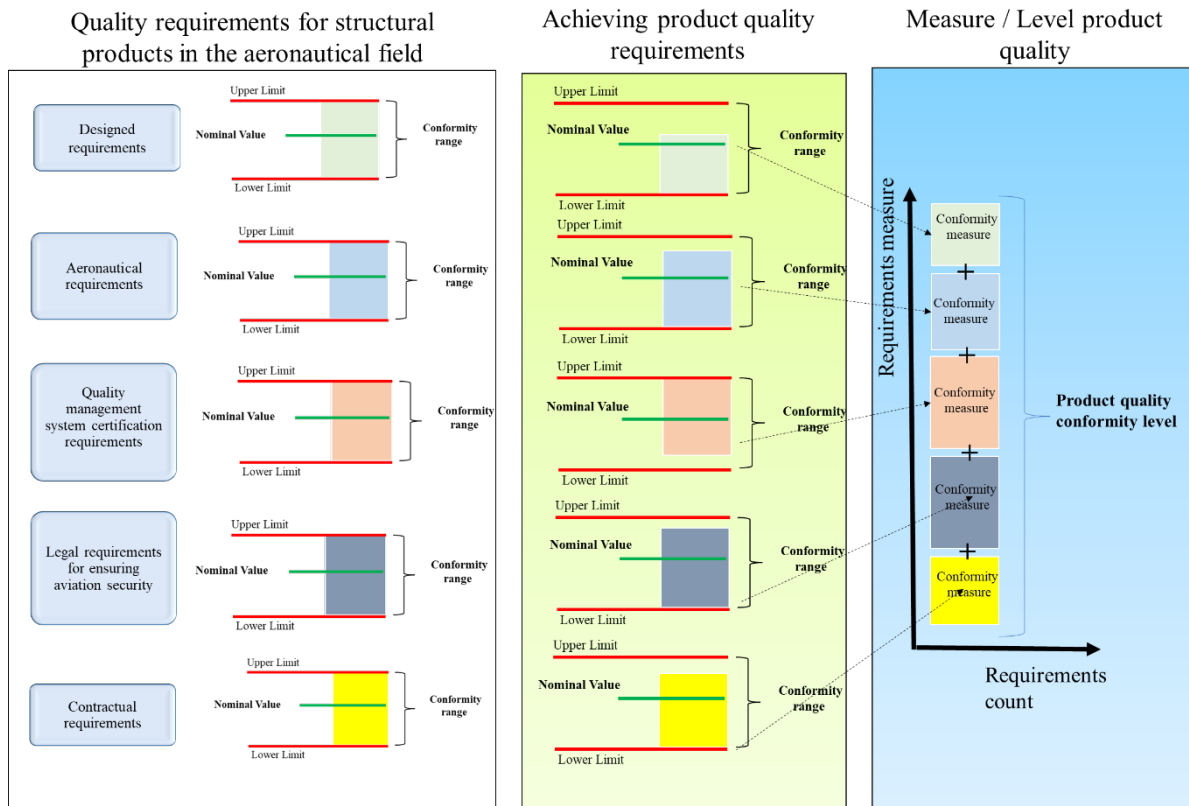 Quality requirements for structural
products in the aeronautical field
Designed
requirements
Upper Limit
Nominal Value
Lower Limit
Conformity
range
Aeronautical
requirements
Upper Limit
Nominal Value
Lower Limit
Conformity
range
Quality
management
system certification
requirements
Upper Limit
Nominal Value
Lower Limit
Conformity
range
Legal requirements
for ensuring
aviation security
Upper Limit
Nominal Value
Lower Limit
Conformity
range
Contractual
requirements
Upper Limit
Nominal Value
Lower Limit
Conformity
range
Achieving product quality
requirements
Upper Limit
Nominal Value
Lower Limit
Conformity
range
Upper Limit
Nominal Value
Lower Limit
Conformity
range
Upper Limit
Nominal Value
Lower Limit
Conformity
range
Upper Limit
Nominal Value
Lower Limit
Conformity
range
Upper Limit
Nominal Value
Lower Limit
Conformity
range
Measure / Level product
quality
Requirements measure
Conformity
measure
+
Conformity
measure
+
Conformity
measure
+
Conformity
measure
+
Conformity
measure
Product quality
conformity level
Requirements
count